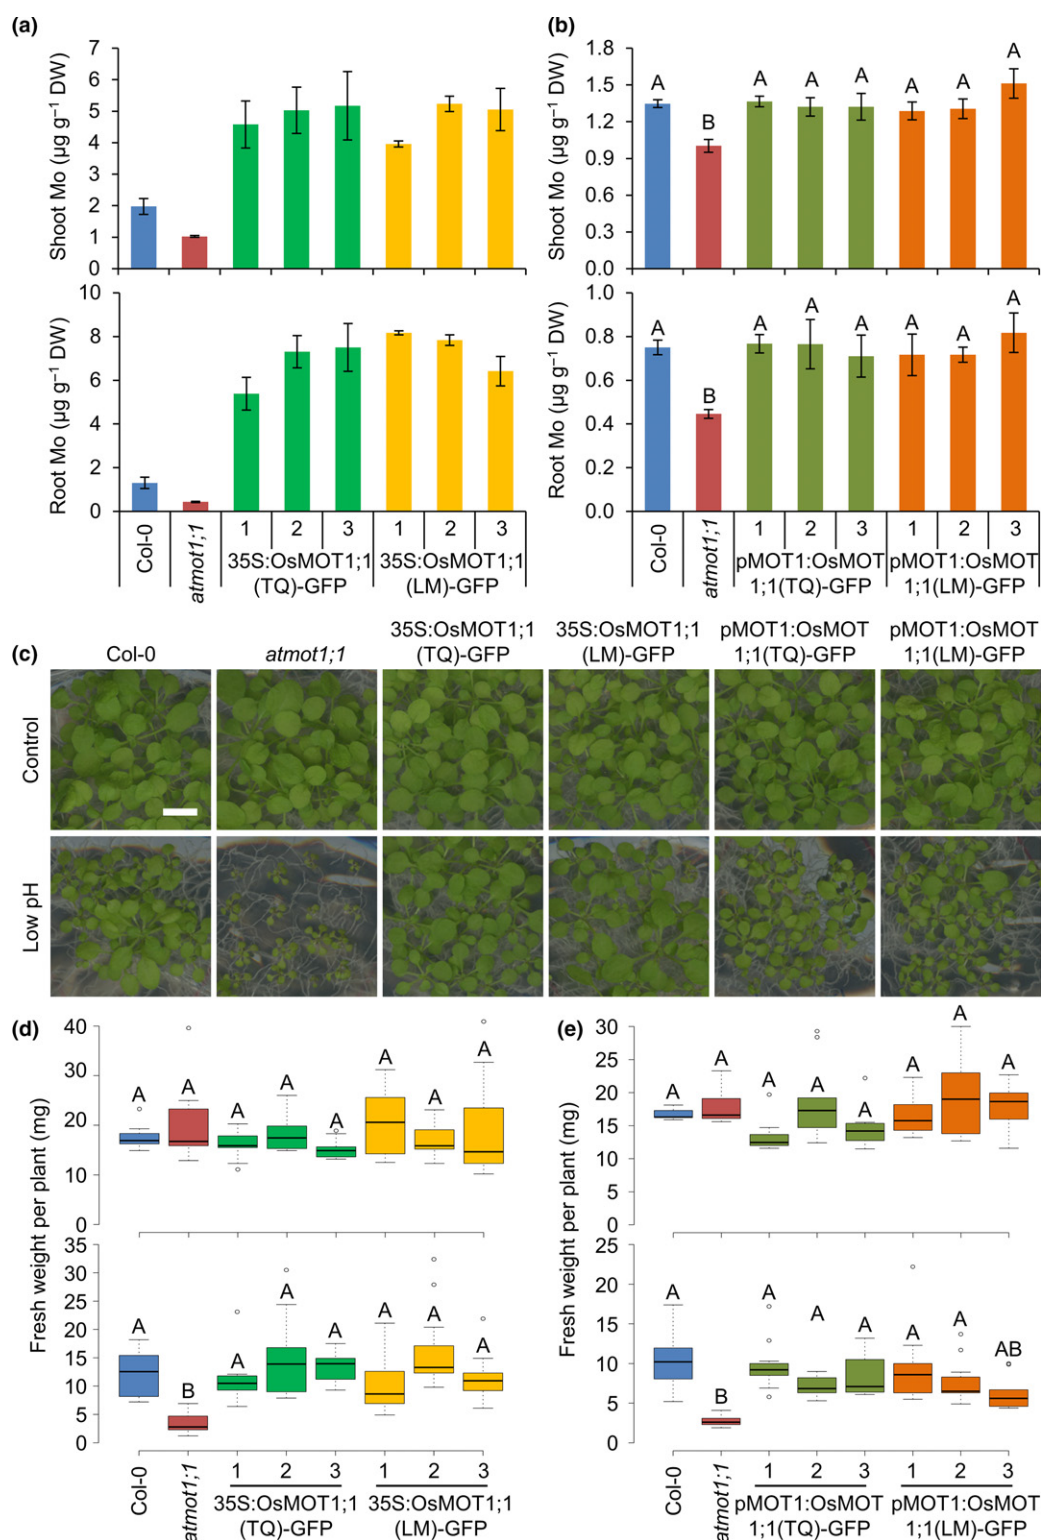 (a)
7
6
5
4
3
2
1
0
Shoot Mo (µg g⁻¹ DW)
10
8
6
4
2
0
Root Mo (µg g⁻¹ DW)
Col-0
atmot1;1
1 2 3 1 2 3
35S:OsMOT1;1 35S:OsMOT1;1
(TQ)-GFP (LM)-GFP
(b)
1.8
1.5
1.2
0.9
0.6
0.3
0.0
Shoot Mo (µg g⁻¹ DW)
A B A A A A A A
1.0
0.8
0.6
0.4
0.2
0.0
Root Mo (µg g⁻¹ DW)
A B A A A A A A
Col-0
atmot1;1
1 2 3 1 2 3
pMOT1:OsMOT pMOT1:OsMOT
1;1(TQ)-GFP 1;1(LM)-GFP
(c)
35S:OsMOT1;1 35S:OsMOT1;1 pMOT1:OsMOT pMOT1:OsMOT
Col-0 atmot1;1 (TQ)-GFP (LM)-GFP 1;1(TQ)-GFP 1;1(LM)-GFP
Control
Low pH
(d)
Fresh weight per plant (mg)
40
30
20
10
0
A A A A A A A A
35
30
25
20
15
10
5
0
A B A A A A A A
Col-0
atmot1;1
1 2 3 1 2 3
35S:OsMOT1;1 35S:OsMOT1;1
(TQ)-GFP (LM)-GFP
(e)
Fresh weight per plant (mg)
30
25
20
15
10
5
0
A A A A A A A A
25
20
15
10
5
0
A B A A A A A AB
Col-0
atmot1;1
1 2 3 1 2 3
pMOT1:OsMOT pMOT1:OsMOT
1;1(TQ)-GFP 1;1(LM)-GFP